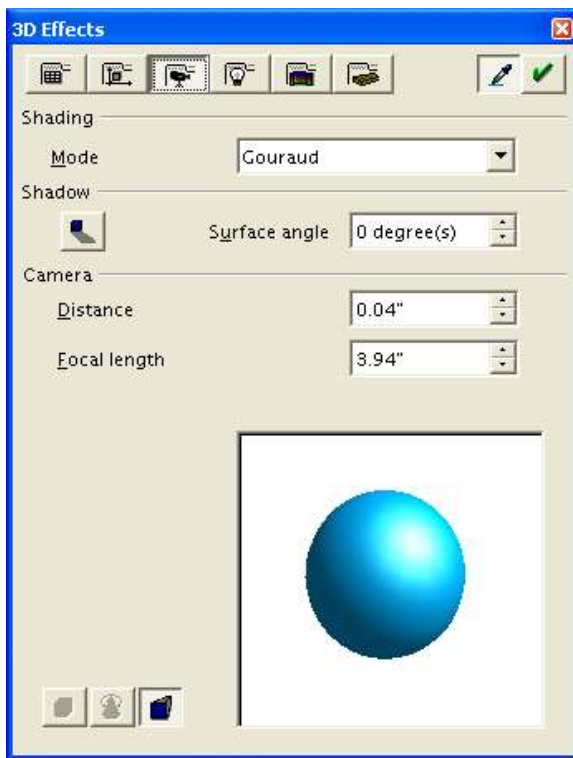 3D Effects
Shading
Mode Gouraud
Shadow
Surface angle 0 degree(s)
Camera
Distance 0.04"
Focal length 3.94"